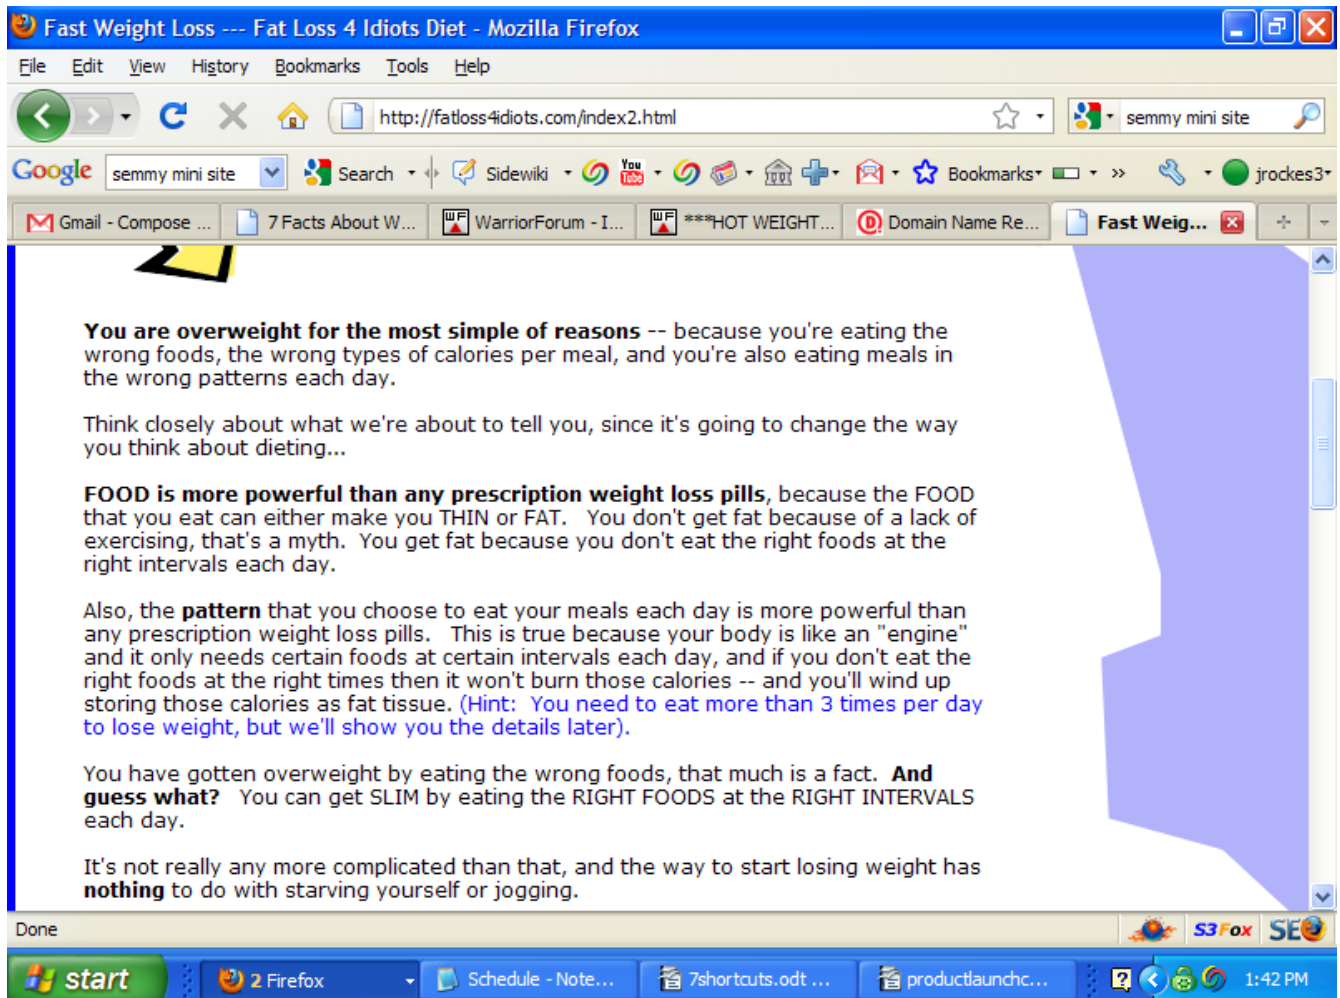 Fast Weight Loss --- Fat Loss 4 Idiots Diet - Mozilla Firefox
File Edit View History Bookmarks Tools Help
http://fatloss4idiots.com/index2.html semmy mini site
Google semmy mini site Search Sidewiki You Tube Bookmarks jrockes3
Gmail - Compose ... 7 Facts About W... WF WarriorForum - I... WF ***HOT WEIGHT... D Domain Name Re... Fast Weig...
You are overweight for the most simple of reasons -- because you're eating the
wrong foods, the wrong types of calories per meal, and you're also eating meals in
the wrong patterns each day.
Think closely about what we're about to tell you, since it's going to change the way
you think about dieting...
FOOD is more powerful than any prescription weight loss pills, because the FOOD
that you eat can either make you THIN or FAT. You don't get fat because of a lack of
exercising, that's a myth. You get fat because you don't eat the right foods at the
right intervals each day.
Also, the pattern that you choose to eat your meals each day is more powerful than
any prescription weight loss pills. This is true because your body is like an "engine"
and it only needs certain foods at certain intervals each day, and if you don't eat the
right foods at the right times then it won't burn those calories -- and you'll wind up
storing those calories as fat tissue. (Hint: You need to eat more than 3 times per day
to lose weight, but we'll show you the details later).
You have gotten overweight by eating the wrong foods, that much is a fact. And
guess what? You can get SLIM by eating the RIGHT FOODS at the RIGHT INTERVALS
each day.
It's not really any more complicated than that, and the way to start losing weight has
nothing to do with starving yourself or jogging.
Done S3Fox SEO
start 2 Firefox Schedule - Note... 7shortcuts.odt ... productlaunchc... 1:42 PM